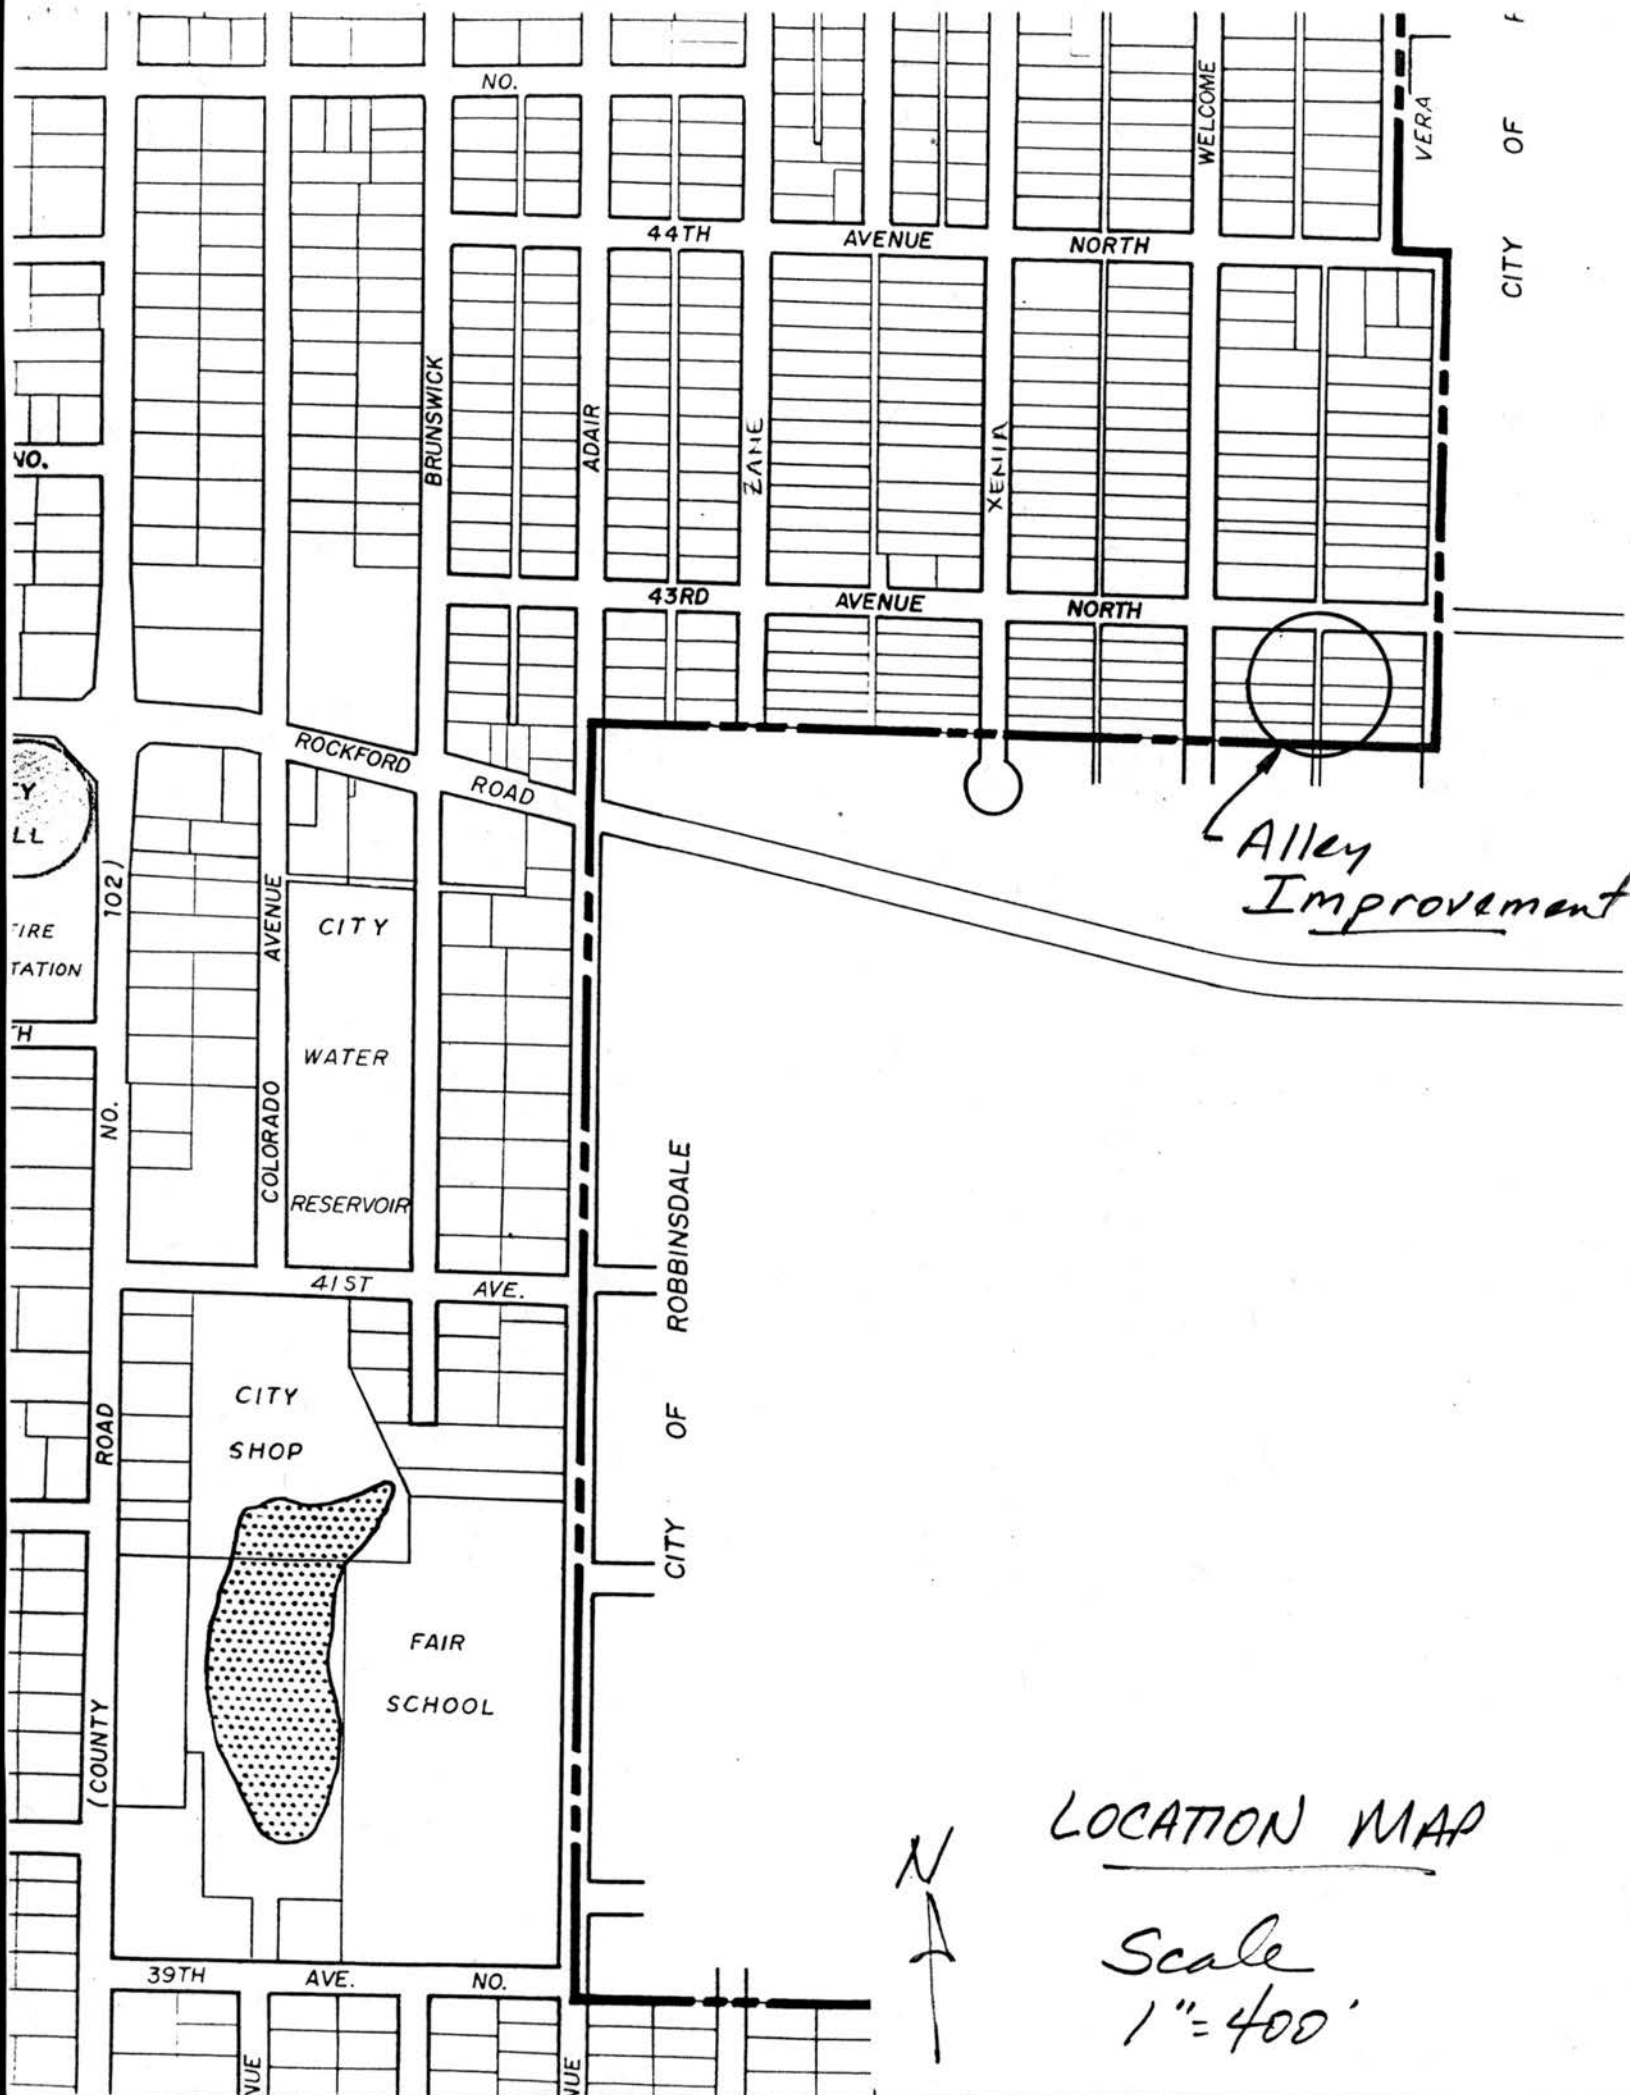 NO.
WELCOME
VERA
CITY OF
44TH AVENUE NORTH
BRUNSWICK
ADAIR
ZANE
XENIA
NO.
43RD AVENUE NORTH
ROCKFORD ROAD
Alley
Improvement
102)
AVENUE
CITY
FIRE
TATION
WATER
NO.
COLORADO
RESERVOIR
CITY OF ROBBINSDALE
41ST AVE.
CITY
SHOP
ROAD
FAIR
SCHOOL
(COUNTY
LOCATION MAP
N
Scale
1"=400'
39TH AVE. NO.
NUE
NUE